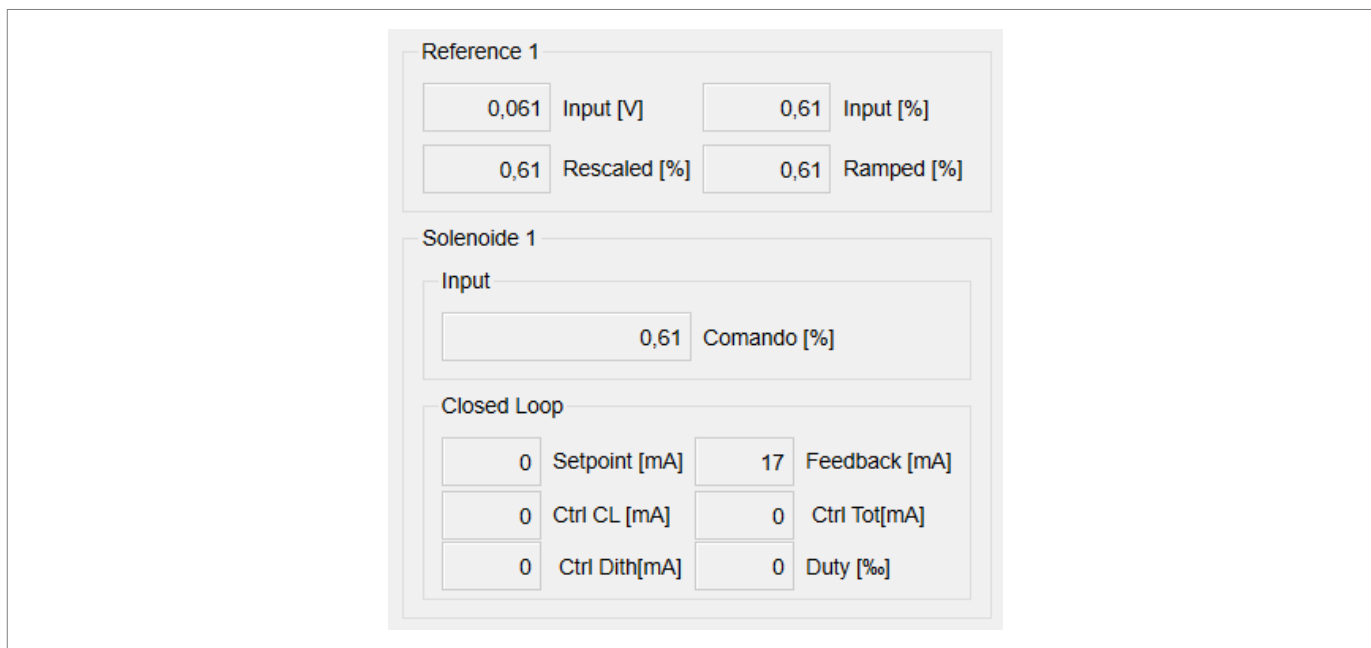 Reference 1
0,061 Input [V] 0,61 Input [%]
0,61 Rescaled [%] 0,61 Ramped [%]
Solenoide 1
Input
0,61 Comando [%]
Closed Loop
0 Setpoint [mA] 17 Feedback [mA]
0 Ctrl CL [mA] 0 Ctrl Tot[mA]
0 Ctrl Dith[mA] 0 Duty [‰]